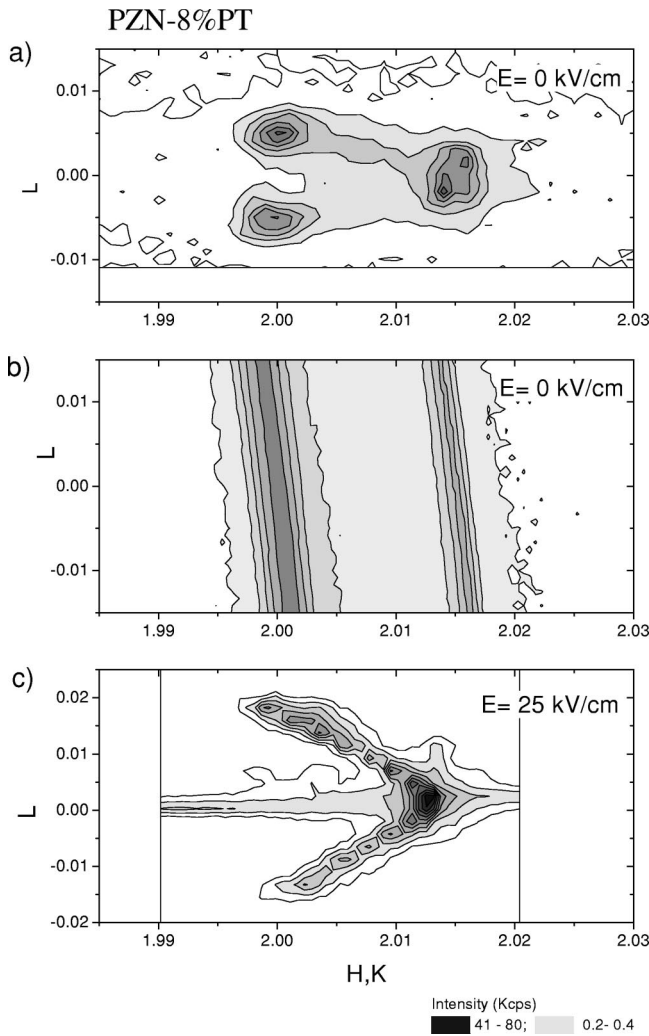 PZN-8%PT
a)
E= 0 kV/cm
0.01
0.00
-0.01
L
1.99 2.00 2.01 2.02 2.03
b)
E= 0 kV/cm
0.01
0.00
-0.01
L
1.99 2.00 2.01 2.02 2.03
c)
E= 25 kV/cm
0.02
0.01
0.00
-0.01
-0.02
L
1.99 2.00 2.01 2.02 2.03
H,K
Intensity (Kcps)
41 - 80; 0.2- 0.4